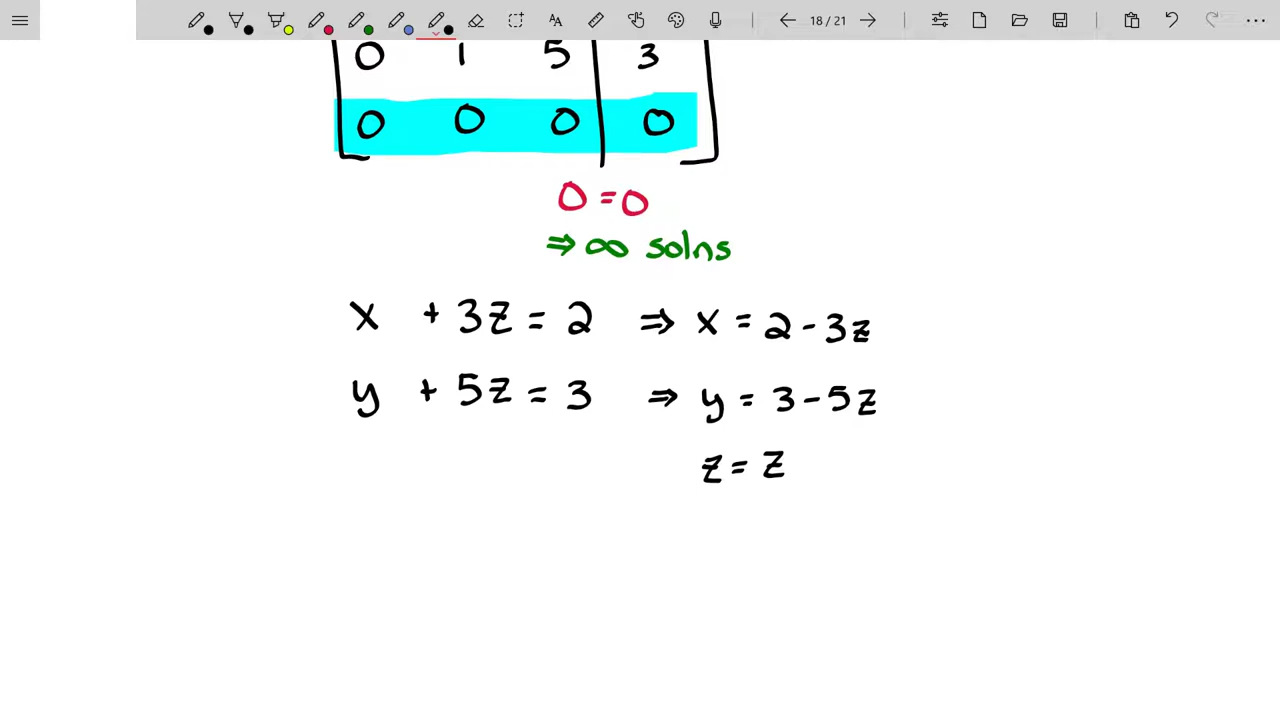 18 / 21
0 1 5 3
0 0 0 0
0 = 0
⇒ ∞ solns
x + 3z = 2 ⇒ x = 2 - 3z
y + 5z = 3 ⇒ y = 3 - 5z
z = z